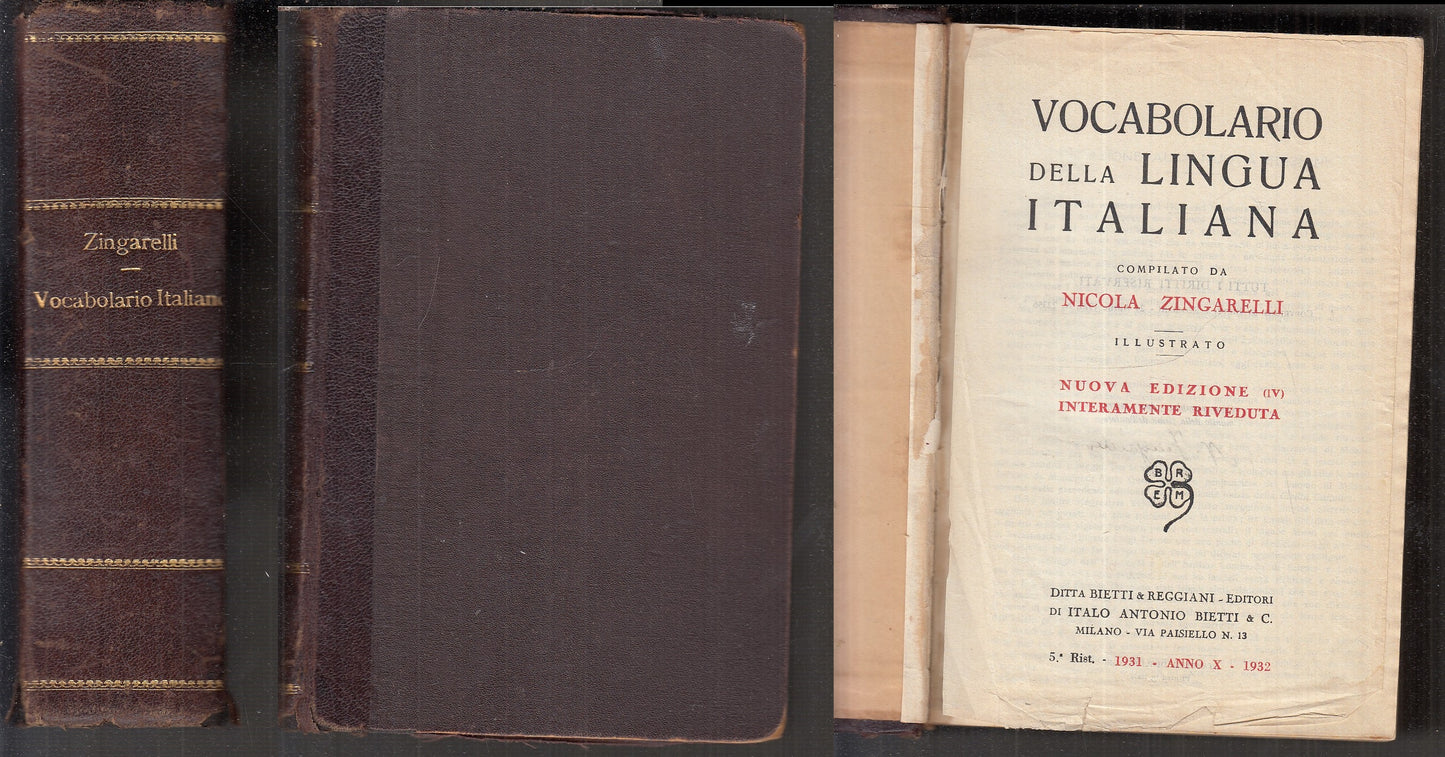 Zingarelli
Vocabolario Italiano
VOCABOLARIO
DELLA LINGUA
ITALIANA
COMPILATO DA
NICOLA ZINGARELLI
ILLUSTRATO
NUOVA EDIZIONE (IV)
INTERAMENTE RIVEDUTA
B R
E M
DITTA BIETTI & REGGIANI - EDITORI
DI ITALO ANTONIO BIETTI & C.
MILANO - VIA PAISIELLO N. 13
5.ª Rist. - 1931 - ANNO X - 1932